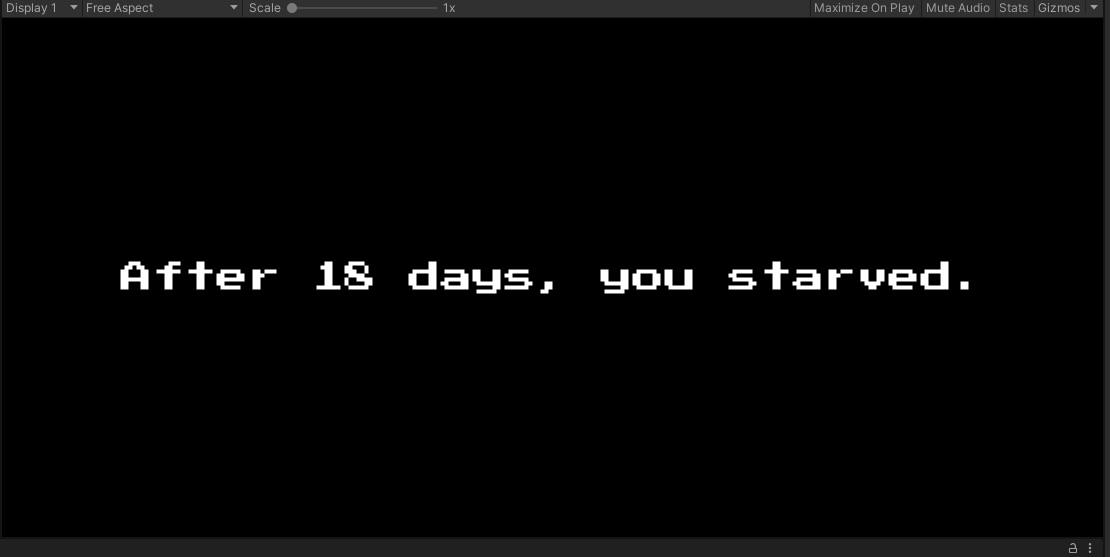 Display 1 Free Aspect Scale 1x Maximize On Play Mute Audio Stats Gizmos
After 18 days, you starved.